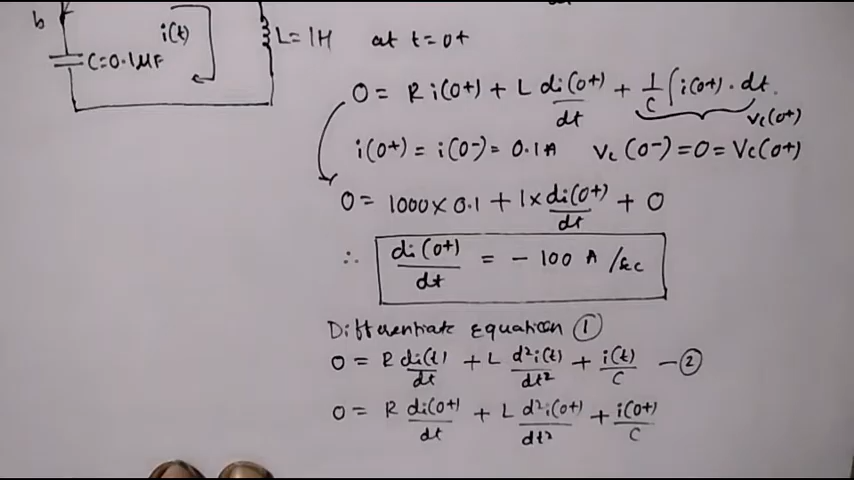 b
i(t)
C=0.1μF
L=1H
at t=0+
0 = R i(0+) + L di(0+)/dt + 1/C ∫ i(0+) · dt.
Vc(0+)
i(0+) = i(0-) = 0.1A Vc(0-) = 0 = Vc(0+)
0 = 1000 × 0.1 + 1 × di(0+)/dt + 0
∴ di(0+)/dt = - 100 A/sec
Differentiate Equation ①
0 = R di(t)/dt + L d²i(t)/dt² + i(t)/C — ②
0 = R di(0+)/dt + L d²i(0+)/dt² + i(0+)/C